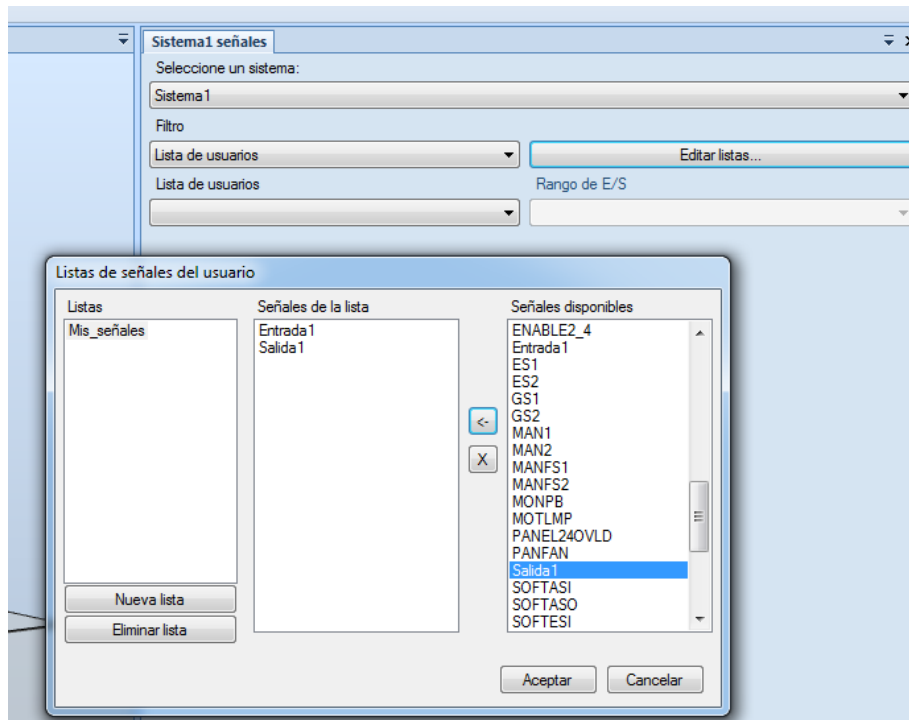 Sistema1 señales
Seleccione un sistema:
Sistema1
Filtro
Lista de usuarios
Editar listas...
Lista de usuarios
Rango de E/S
Listas de señales del usuario
Listas
Mis_señales
Nueva lista
Eliminar lista
Señales de la lista
Entrada1
Salida1
<-
X
Señales disponibles
ENABLE2_4
Entrada1
ES1
ES2
GS1
GS2
MAN1
MAN2
MANFS1
MANFS2
MONPB
MOTLMP
PANEL24OVLD
PANFAN
Salida1
SOFTASI
SOFTASO
SOFTESI
Aceptar
Cancelar